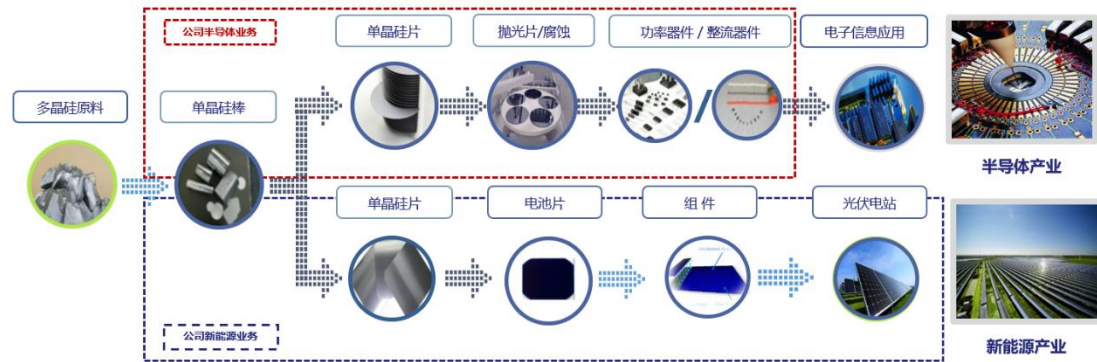 公司半导体业务
单晶硅片
抛光片/腐蚀
功率器件 / 整流器件
电子信息应用
多晶硅原料
单晶硅棒
/
半导体产业
单晶硅片
电池片
组 件
光伏电站
公司新能源业务
新能源产业